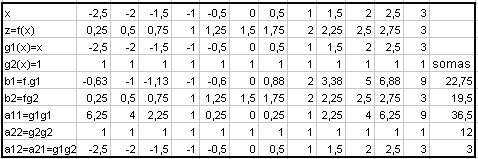 x -2,5 -2 -1,5 -1 -0,5 0 0,5 1 1,5 2 2,5 3
z=f(x) 0,25 0,5 0,75 1 1,25 1,5 1,75 2 2,25 2,5 2,75 3
g1(x)=x -2,5 -2 -1,5 -1 -0,5 0 0,5 1 1,5 2 2,5 3
g2(x)=1 1 1 1 1 1 1 1 1 1 1 1 1 somas
b1=f.g1 -0,63 -1 -1,13 -1 -0,6 0 0,88 2 3,38 5 6,88 9 22,75
b2=fg2 0,25 0,5 0,75 1 1,25 1,5 1,75 2 2,25 2,5 2,75 3 19,5
a11=g1g1 6,25 4 2,25 1 0,25 0 0,25 1 2,25 4 6,25 9 36,5
a22=g2g2 1 1 1 1 1 1 1 1 1 1 1 1 12
a12=a21=g1g2 -2,5 -2 -1,5 -1 -0,5 0 0,5 1 1,5 2 2,5 3 3